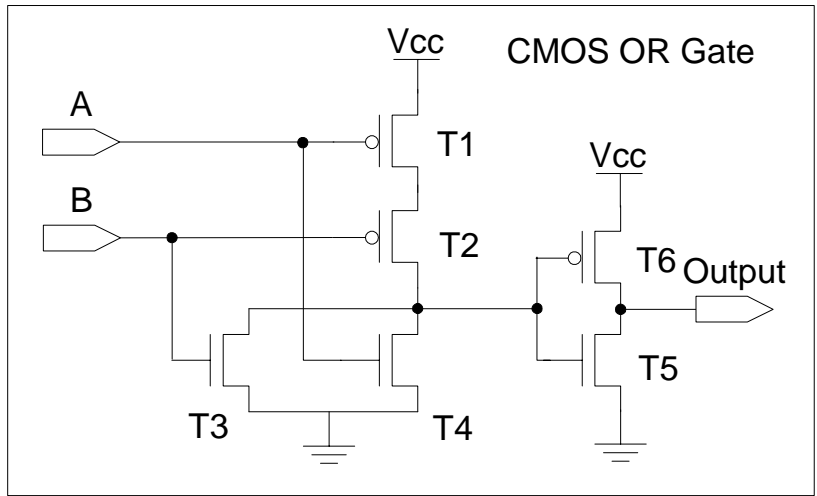 Vcc
CMOS OR Gate
A
T1
Vcc
B
T2
T6
Output
T5
T3
T4